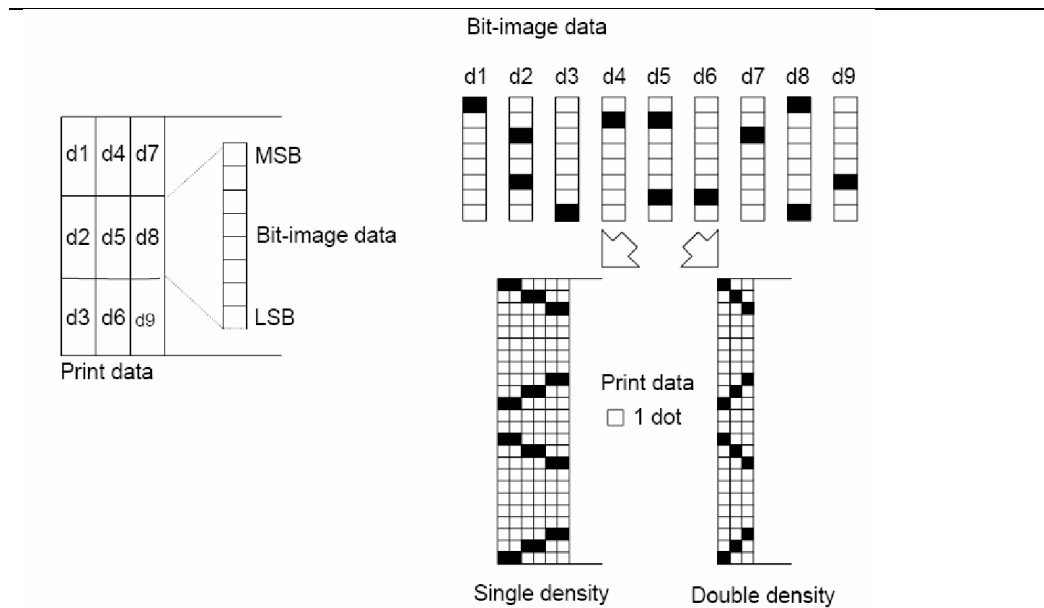 Bit-image data
d1 d2 d3 d4 d5 d6 d7 d8 d9
d1 d4 d7
MSB
d2 d5 d8
Bit-image data
d3 d6 d9
LSB
Print data
Print data
1 dot
Single density
Double density